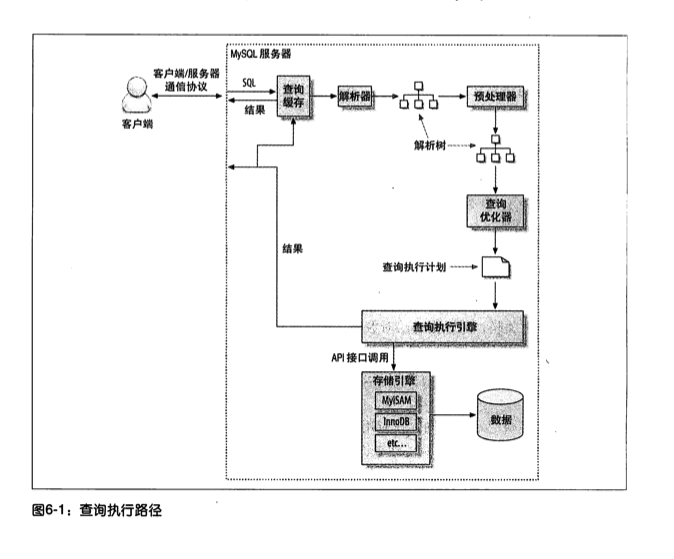 MySQL 服务器
客户端/服务器
通信协议
SQL
结果
查询
缓存
解析器
预处理器
客户端
解析树
查询
优化器
结果
查询执行计划
查询执行引擎
API 接口调用
存储引擎
MyISAM
InnoDB
etc...
数据
图6-1：查询执行路径